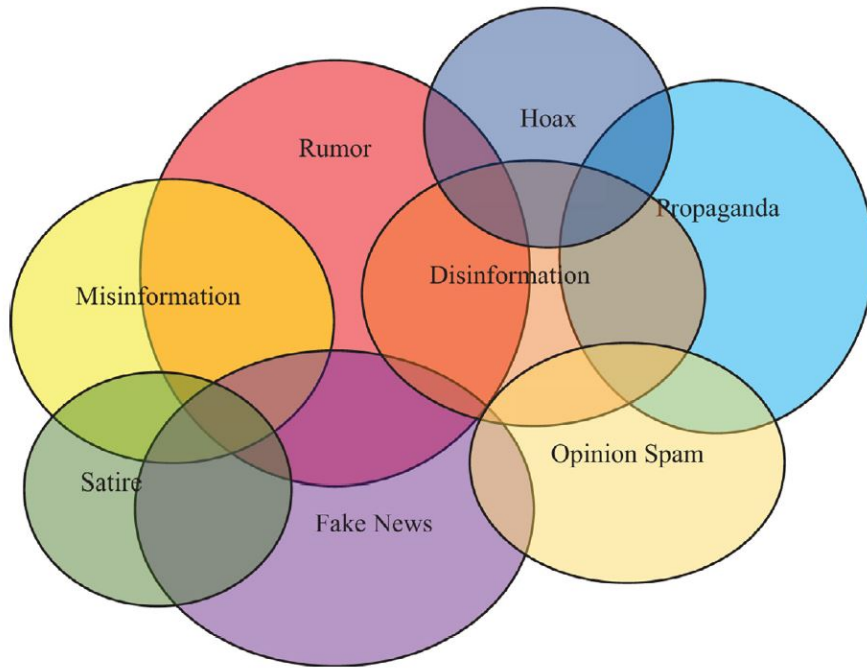 Hoax
Rumor
Propaganda
Disinformation
Misinformation
Opinion Spam
Satire
Fake News